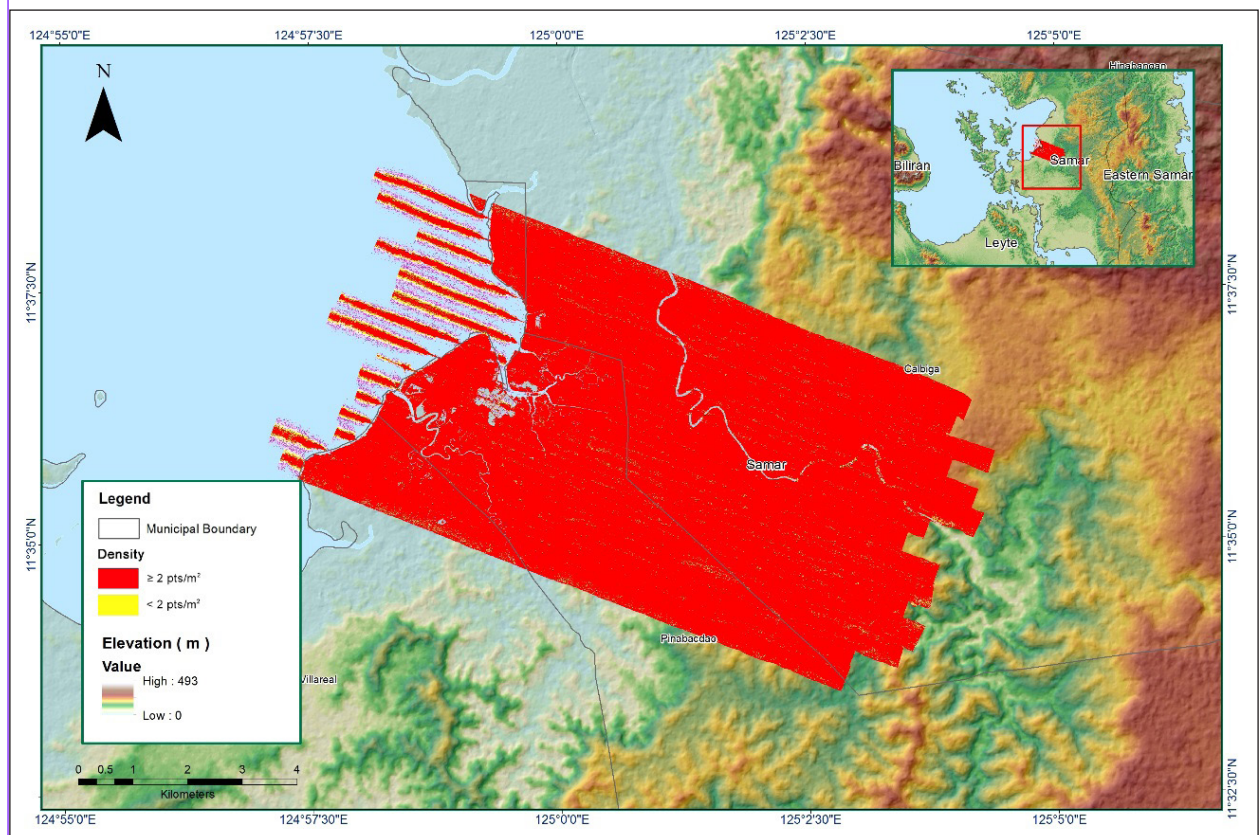 124°55'0"E 124°57'30"E 125°0'0"E 125°2'30"E 125°5'0"E
N
Hinabangan
Biliran
Samar
Eastern Samar
Leyte
11°37'30"N
11°37'30"N
Calbiga
Samar
11°35'0"N
11°35'0"N
Legend
Municipal Boundary
Density
≥ 2 pts/m²
< 2 pts/m²
Elevation ( m )
Value
High : 493
Low : 0
Pinabacdao
Villareal
0 0.5 1 2 3 4
Kilometers
11°32'30"N
124°55'0"E 124°57'30"E 125°0'0"E 125°2'30"E 125°5'0"E